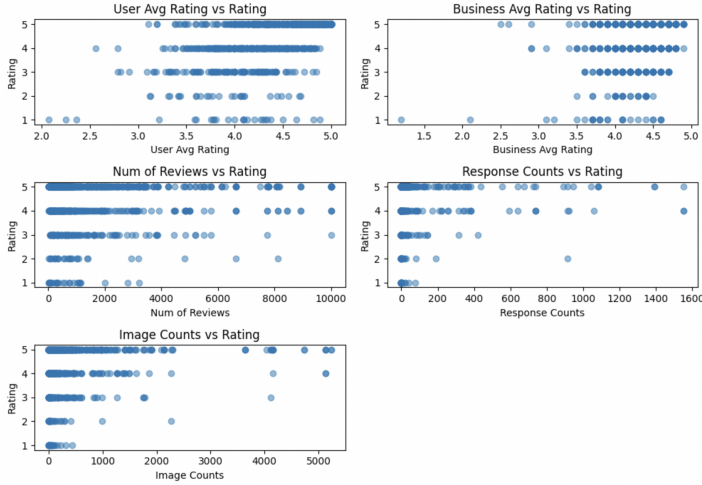 User Avg Rating vs Rating
5
4
3
2
1
Rating
2.0 2.5 3.0 3.5 4.0 4.5 5.0
User Avg Rating
Business Avg Rating vs Rating
5
4
3
2
1
Rating
1.5 2.0 2.5 3.0 3.5 4.0 4.5 5.0
Business Avg Rating
Num of Reviews vs Rating
5
4
3
2
1
Rating
0 2000 4000 6000 8000 10000
Num of Reviews
Response Counts vs Rating
5
4
3
2
1
Rating
0 200 400 600 800 1000 1200 1400 1600
Response Counts
Image Counts vs Rating
5
4
3
2
1
Rating
0 1000 2000 3000 4000 5000
Image Counts